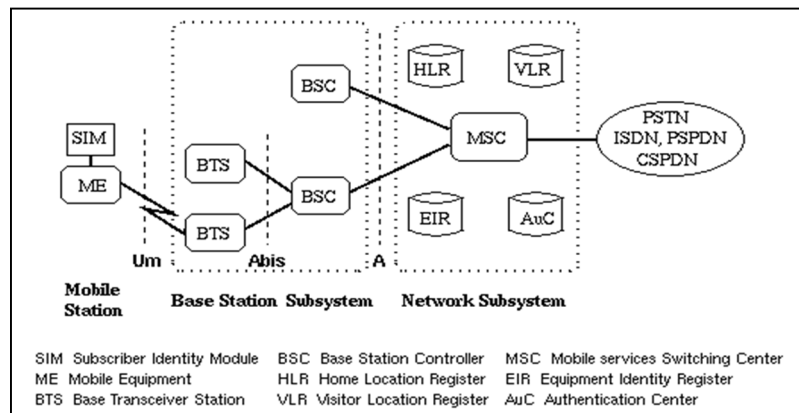 SIM
ME
BTS
BTS
BSC
BSC
HLR
VLR
MSC
EIR
AuC
PSTN
ISDN, PSPDN
CSPDN
Um
Abis
A
Mobile
Station
Base Station Subsystem
Network Subsystem
SIM Subscriber Identity Module BSC Base Station Controller MSC Mobile services Switching Center
ME Mobile Equipment HLR Home Location Register EIR Equipment Identity Register
BTS Base Transceiver Station VLR Visitor Location Register AuC Authentication Center